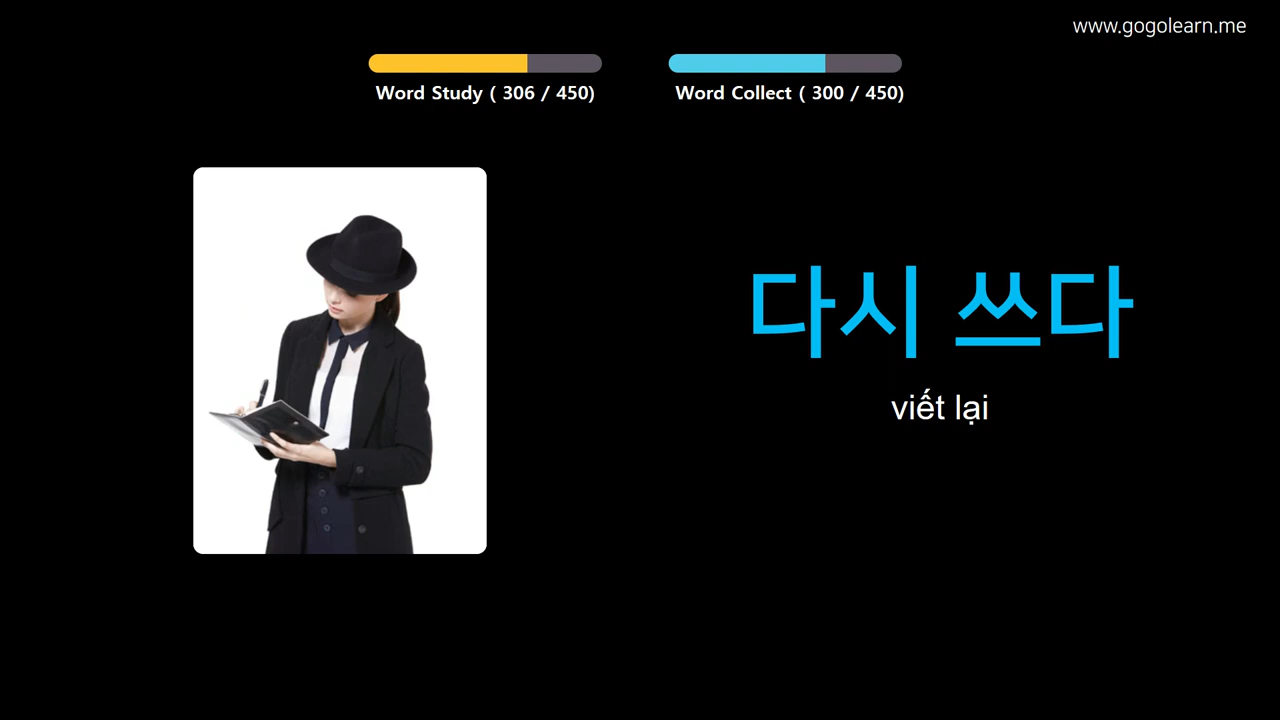 www.gogolearn.me
Word Study ( 306 / 450)
Word Collect ( 300 / 450)
다시 쓰다
viết lại